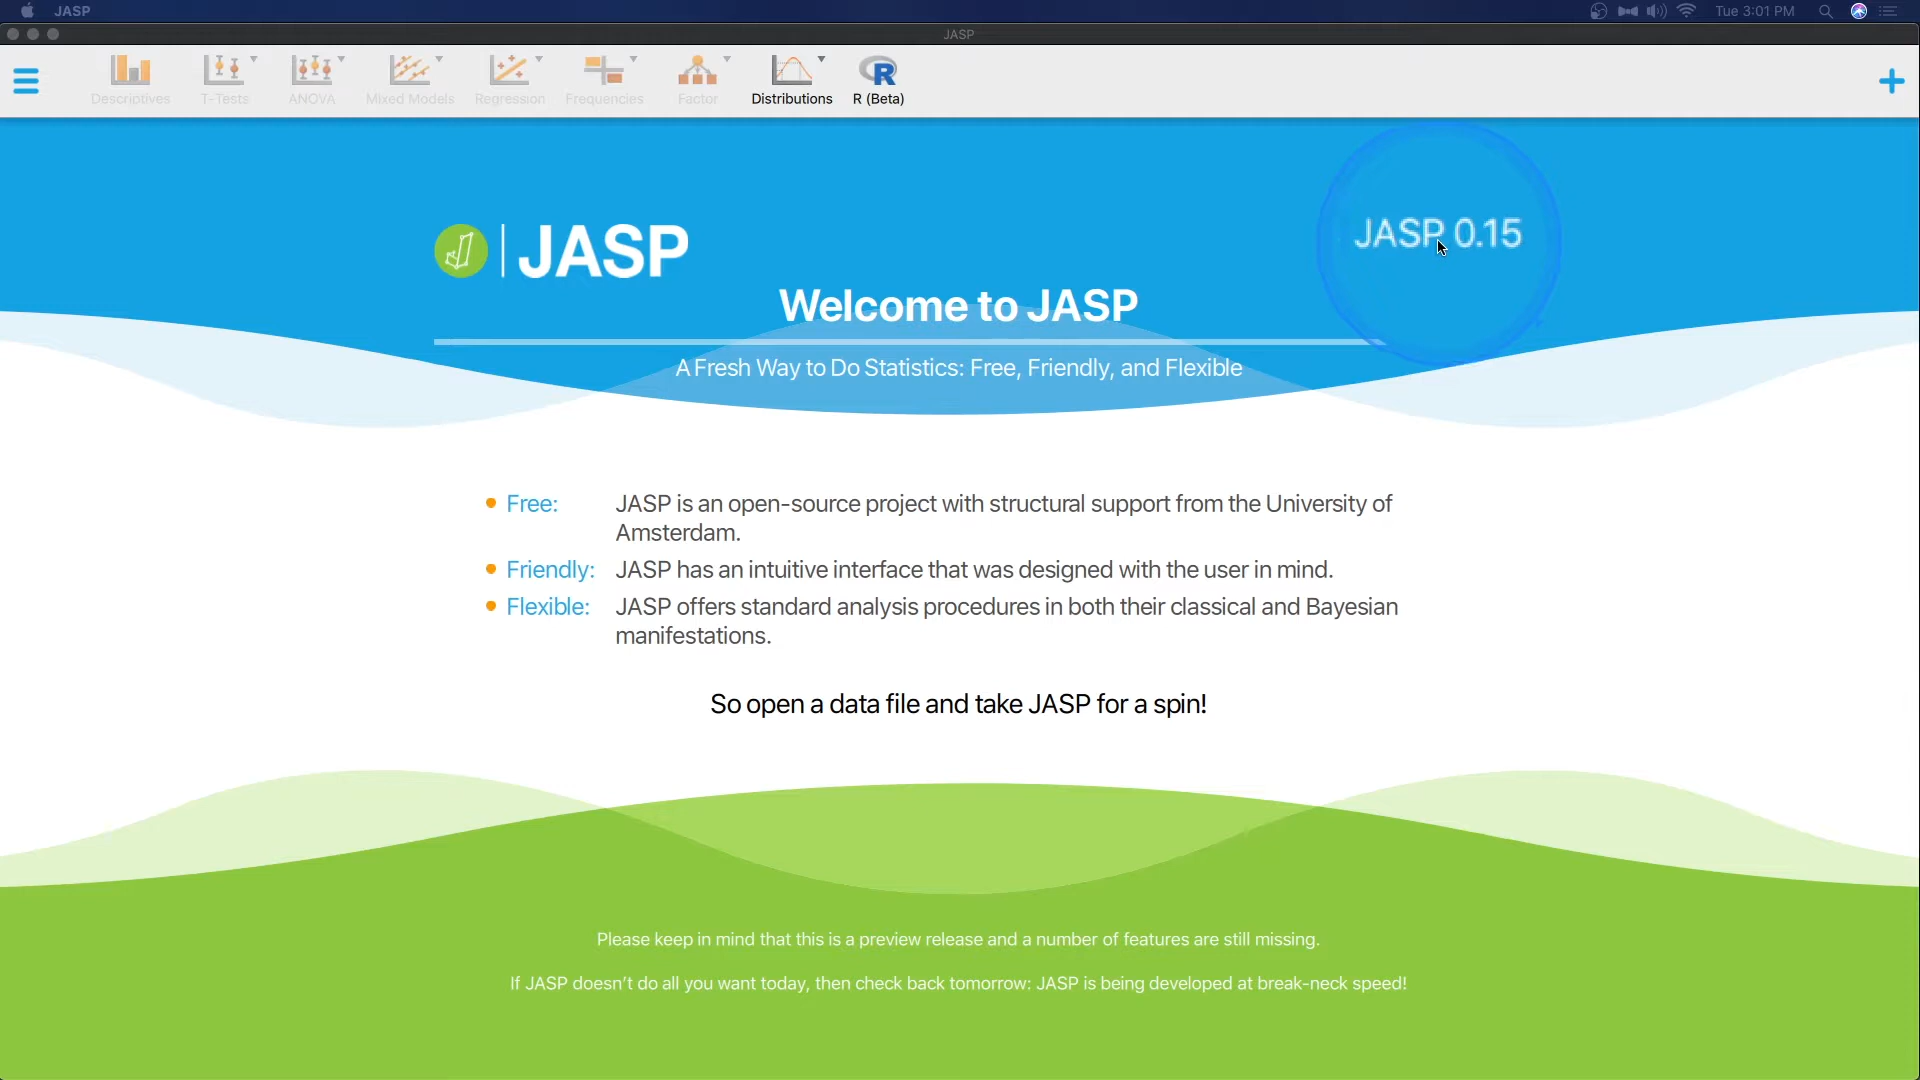 JASP
Tue 3:01 PM
JASP
Descriptives
T-Tests
ANOVA
Mixed Models
Regression
Frequencies
Factor
Distributions
R (Beta)
JASP
JASP 0.15
Welcome to JASP
A Fresh Way to Do Statistics: Free, Friendly, and Flexible
Free: JASP is an open-source project with structural support from the University of
Amsterdam.
Friendly: JASP has an intuitive interface that was designed with the user in mind.
Flexible: JASP offers standard analysis procedures in both their classical and Bayesian
manifestations.
So open a data file and take JASP for a spin!
Please keep in mind that this is a preview release and a number of features are still missing.
If JASP doesn't do all you want today, then check back tomorrow: JASP is being developed at break-neck speed!